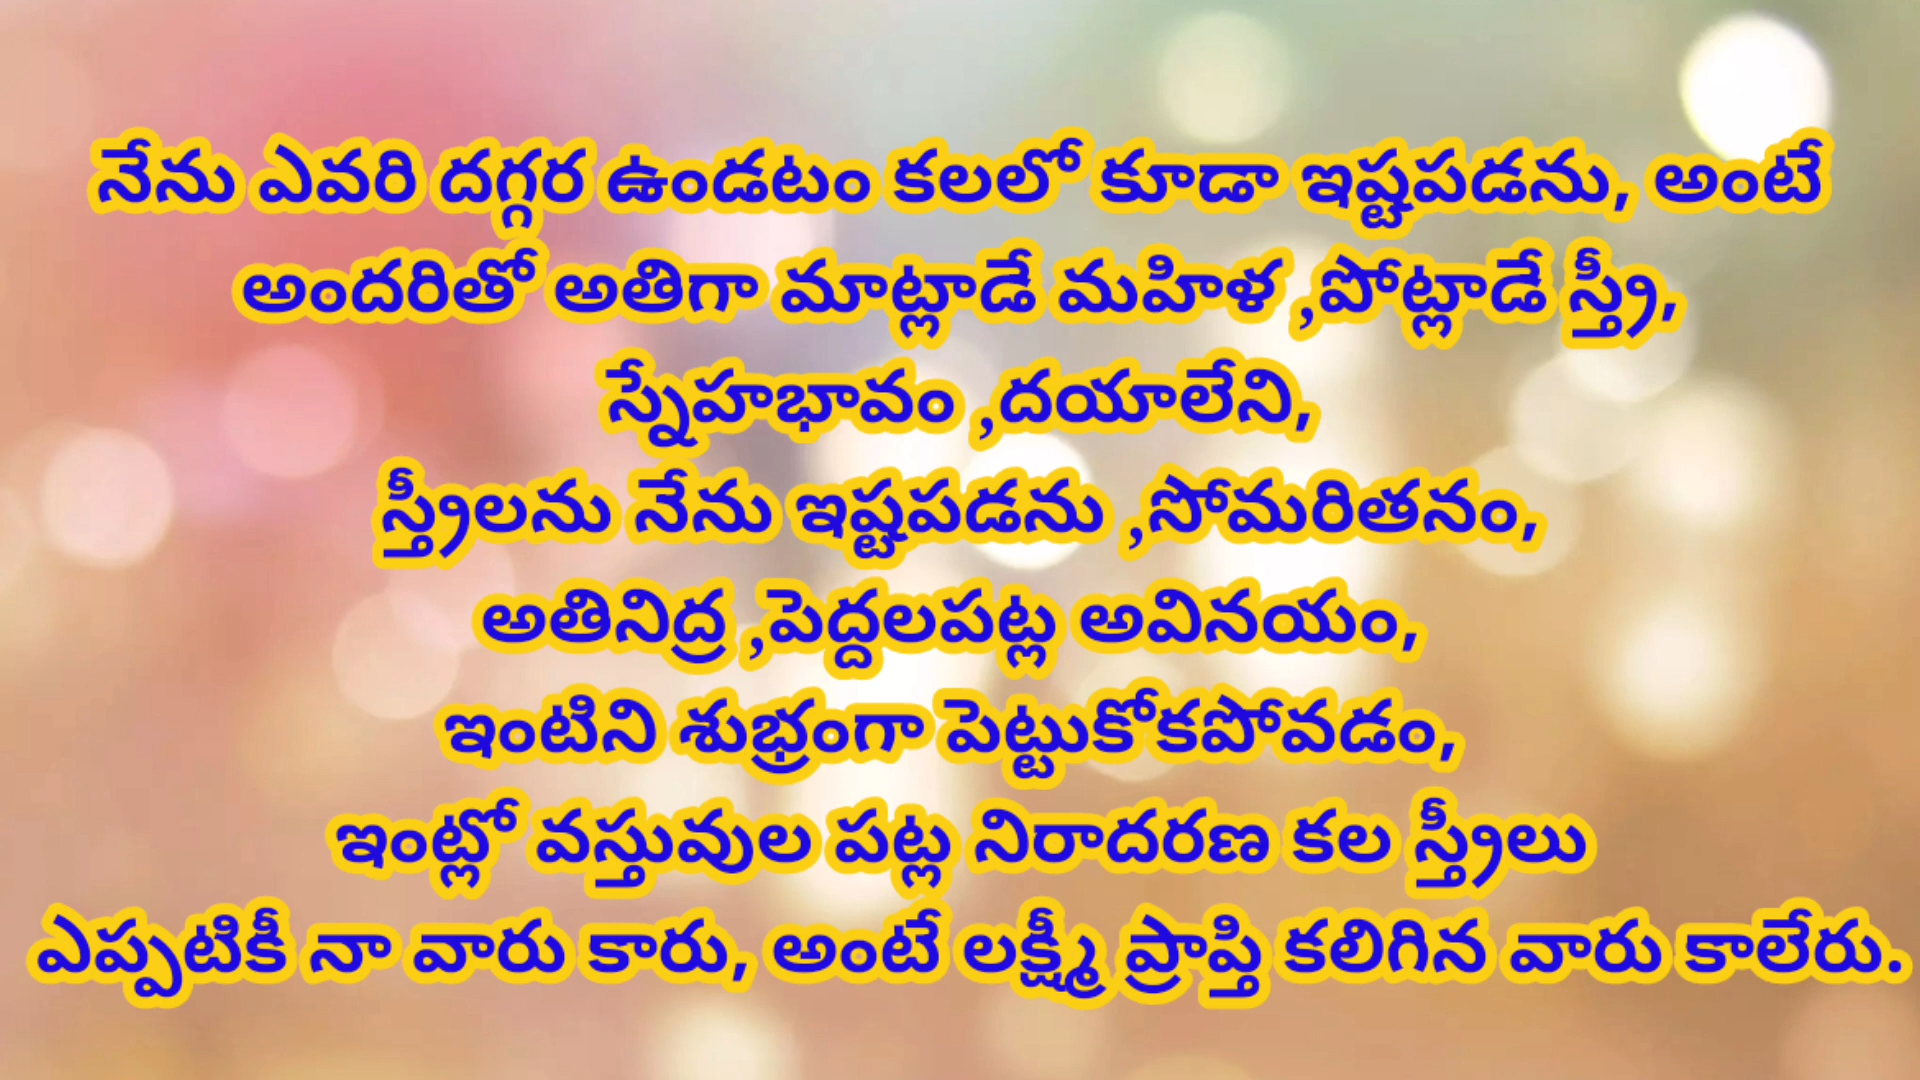 నేను ఎవరి దగ్గర ఉండటం కలలో కూడా ఇష్టపడను, అంటే
అందరితో అతిగా మాట్లాడే మహిళ ,పోట్లాడే స్త్రీ,
స్నేహభావం ,దయాలేని,
స్త్రీలను నేను ఇష్టపడను ,సోమరితనం,
అతినిద్ర ,పెద్దలపట్ల అవినయం,
ఇంటిని శుభ్రంగా పెట్టుకోకపోవడం,
ఇంట్లో వస్తువుల పట్ల నిరాదరణ కల స్త్రీలు
ఎప్పటికీ నా వారు కారు, అంటే లక్ష్మీ ప్రాప్తి కలిగిన వారు కాలేరు.